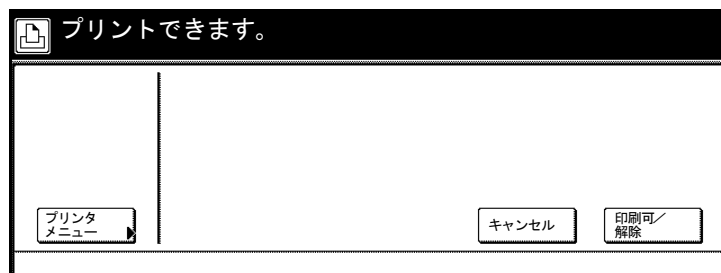 プリントできます。
プリンタ
メニュー
キャンセル
印刷可/
解除